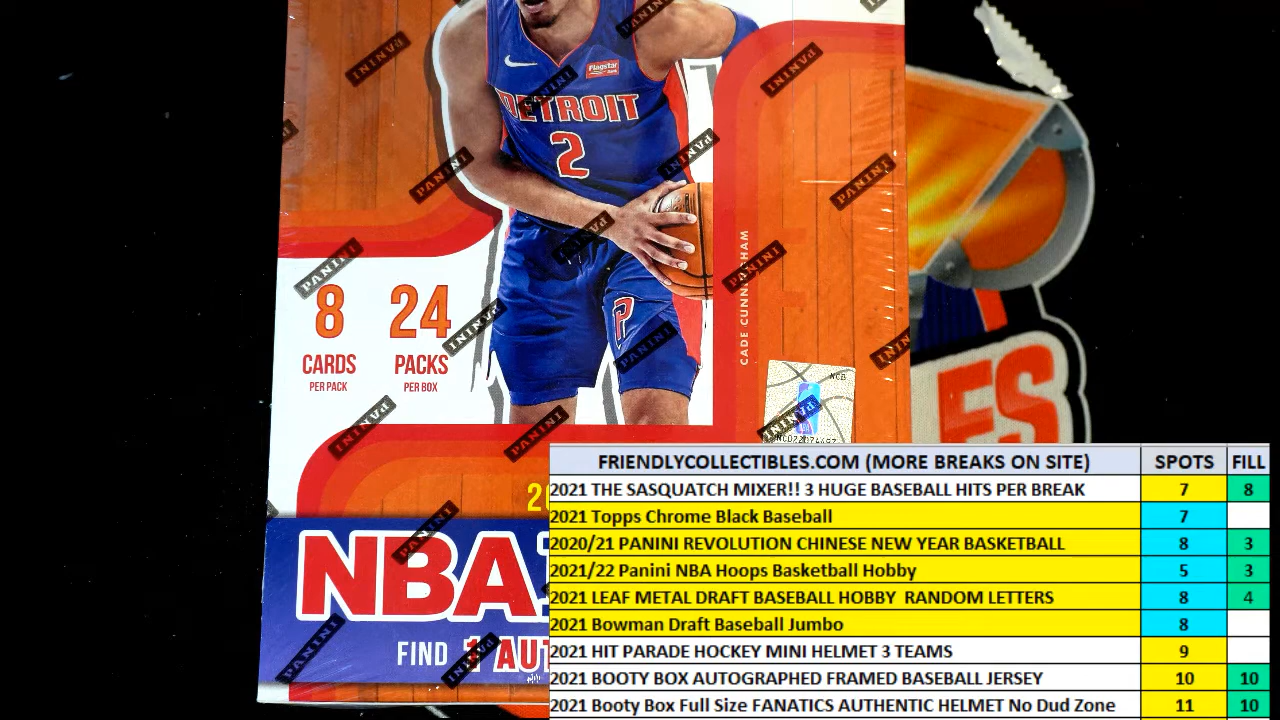 Flagstar
DETROIT
2
8 24
CARDS PACKS
PER PACK PER BOX
CADE CUNNINGHAM
NBA
FIND 1 AUT
ES
PANINI
FRIENDLYCOLLECTIBLES.COM (MORE BREAKS ON SITE) SPOTS FILL
2021 THE SASQUATCH MIXER!! 3 HUGE BASEBALL HITS PER BREAK 7 8
2021 Topps Chrome Black Baseball 7
2020/21 PANINI REVOLUTION CHINESE NEW YEAR BASKETBALL 8 3
2021/22 Panini NBA Hoops Basketball Hobby 5 3
2021 LEAF METAL DRAFT BASEBALL HOBBY RANDOM LETTERS 8 4
2021 Bowman Draft Baseball Jumbo 8
2021 HIT PARADE HOCKEY MINI HELMET 3 TEAMS 9
2021 BOOTY BOX AUTOGRAPHED FRAMED BASEBALL JERSEY 10 10
2021 Booty Box Full Size FANATICS AUTHENTIC HELMET No Dud Zone 11 10